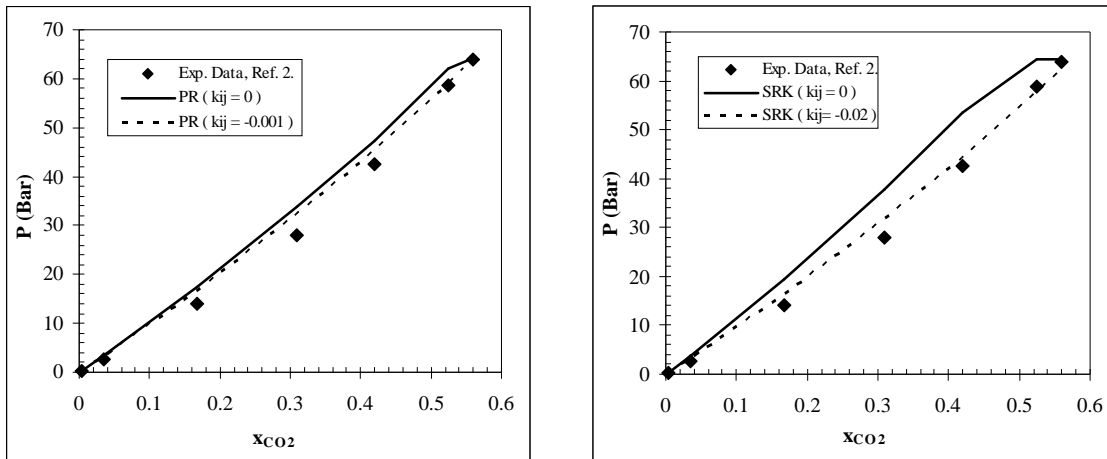 70
60
50
40
30
20
10
0
P (Bar)
Exp. Data, Ref. 2.
PR ( kij = 0 )
PR ( kij = -0.001 )
0 0.1 0.2 0.3 0.4 0.5 0.6
xCO2
70
60
50
40
30
20
10
0
P (Bar)
Exp. Data, Ref. 2.
SRK ( kij = 0 )
SRK ( kij= -0.02 )
0 0.1 0.2 0.3 0.4 0.5 0.6
xCO2